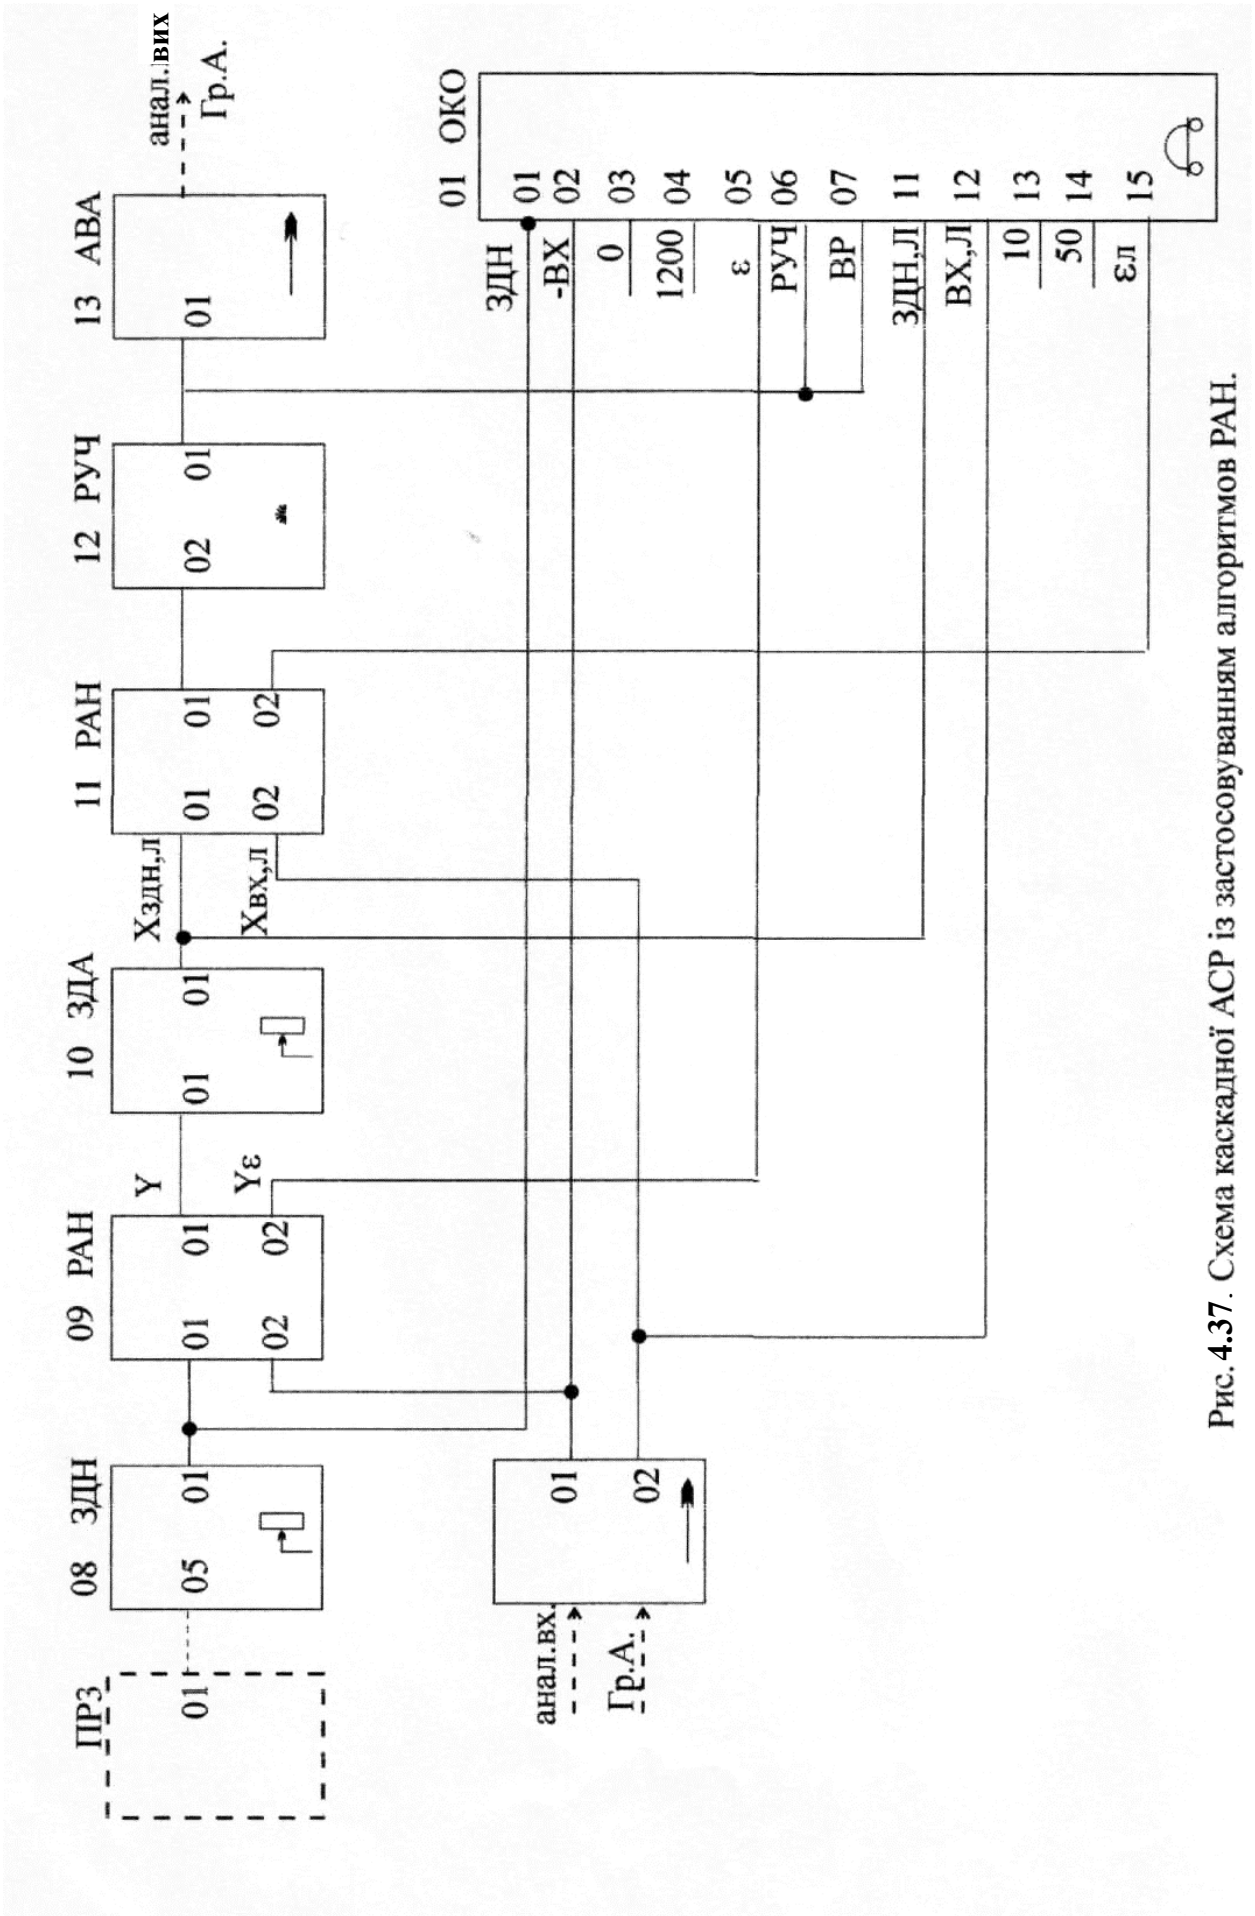 ПРЗ
01
08 ЗДН
05 01
09 РАН
01 01
02 02
Y
Yε
10 ЗДА
01 01
Xздн,л
Xвх,л
11 РАН
01 01
02 02
12 РУЧ
02 01
13 АВА
01
анал.вих
Гр.А.
анал.вх.
Гр.А.
01
02
01 ОКО
ЗДН 01
-ВХ 02
0 03
1200 04
ε 05
РУЧ 06
ВР 07
ЗДН,Л 11
ВХ,Л 12
10 13
50 14
εл 15
Рис. 4.37. Схема каскадної АСР із застосовуванням алгоритмов РАН.